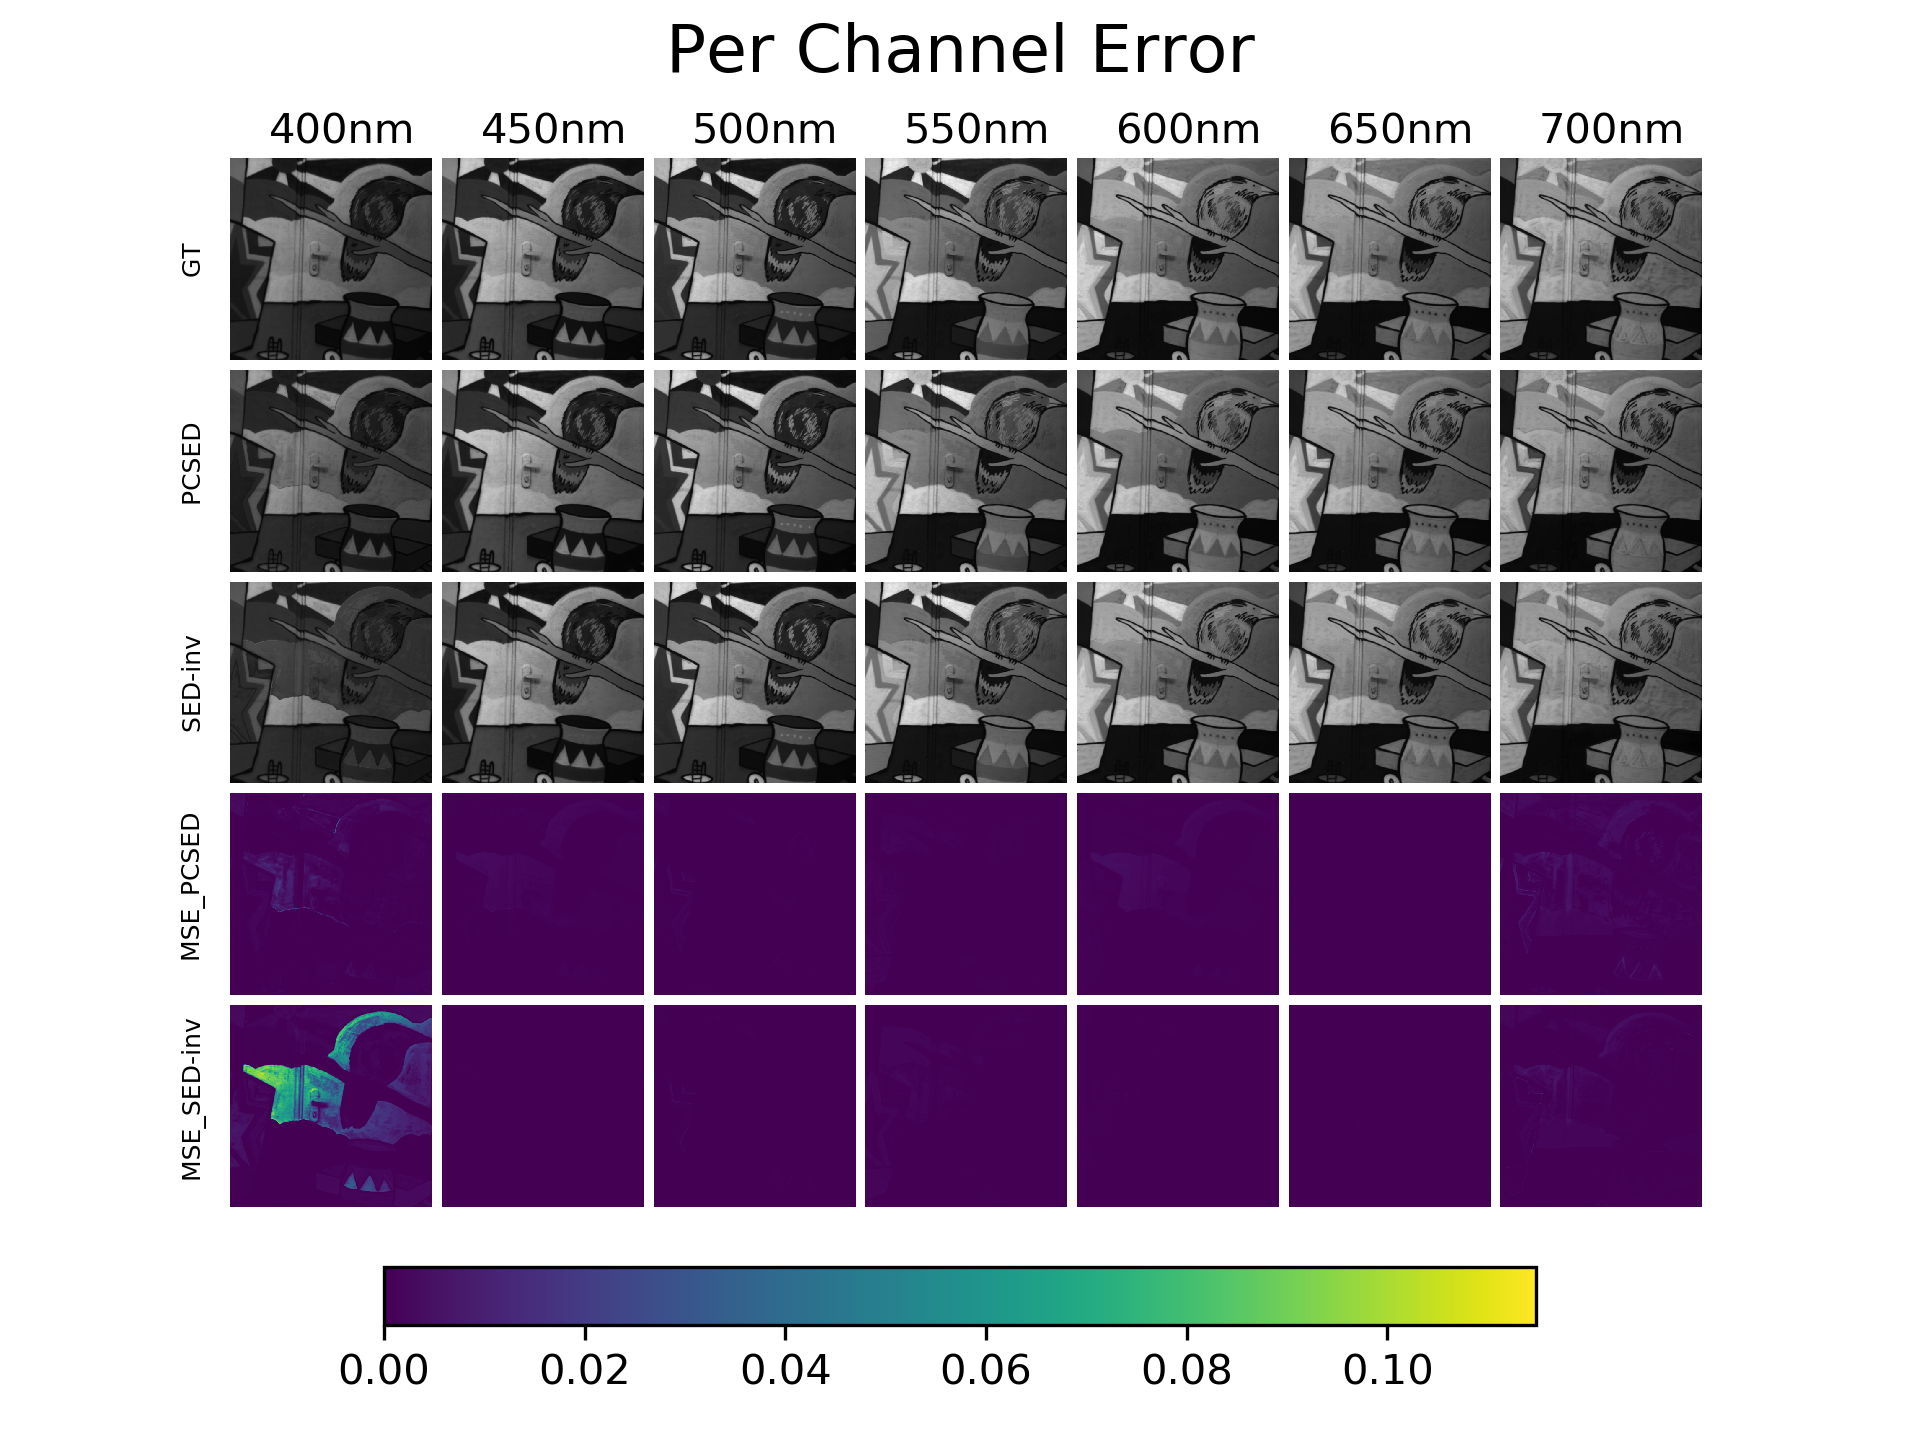 Per Channel Error
400nm 450nm 500nm 550nm 600nm 650nm 700nm
GT
PCSED
SED-inv
MSE_PCSED
MSE_SED-inv
0.00 0.02 0.04 0.06 0.08 0.10